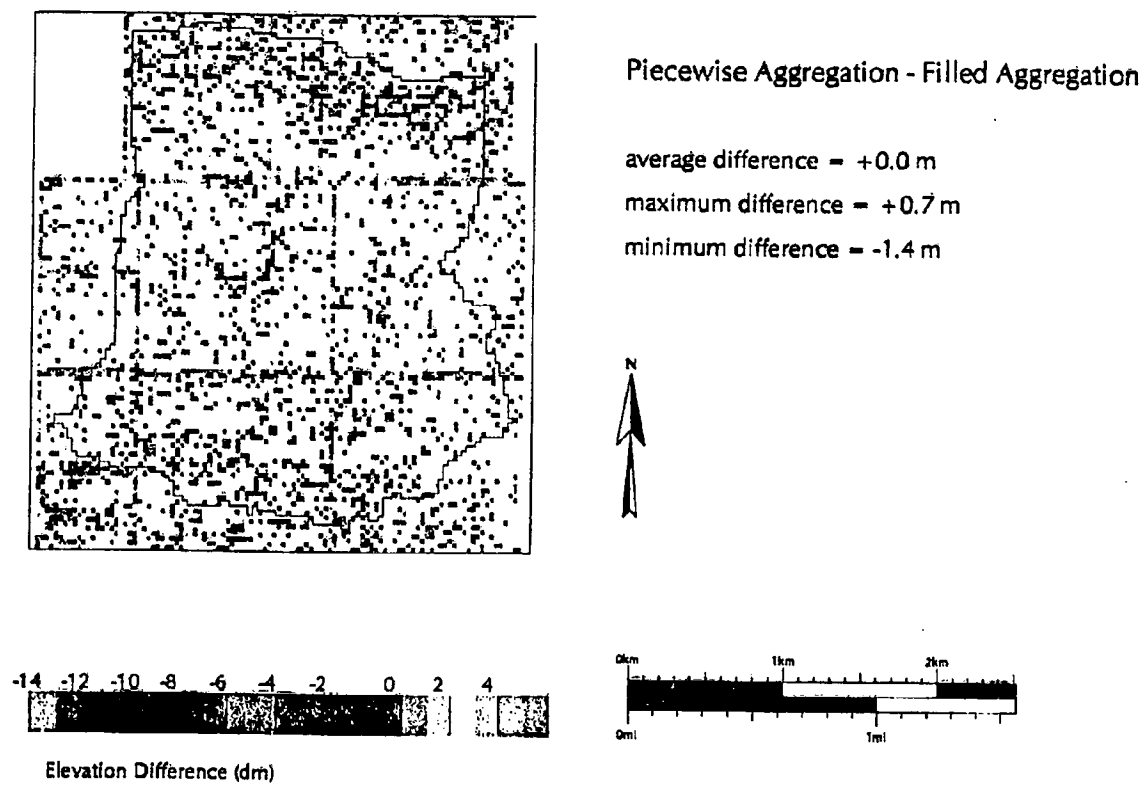 Piecewise Aggregation - Filled Aggregation
average difference = +0.0 m
maximum difference = +0.7 m
minimum difference = -1.4 m
N
-14 -12 -10 -8 -6 -4 -2 0 2 4
Elevation Difference (dm)
0km 1km 2km
0mi 1mi